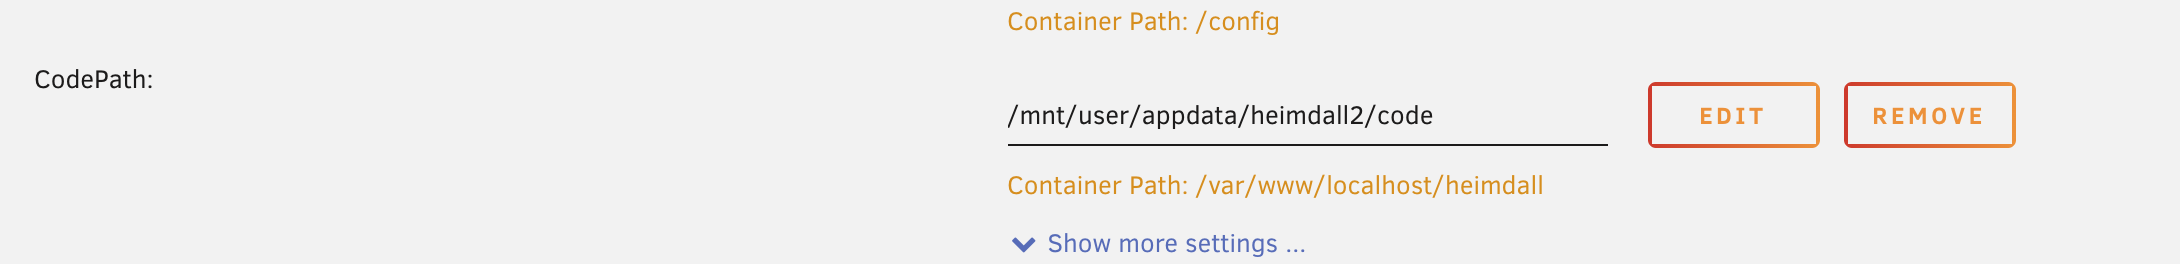 Container Path: /config
CodePath:
/mnt/user/appdata/heimdall2/code
EDIT
REMOVE
Container Path: /var/www/localhost/heimdall
Show more settings ...